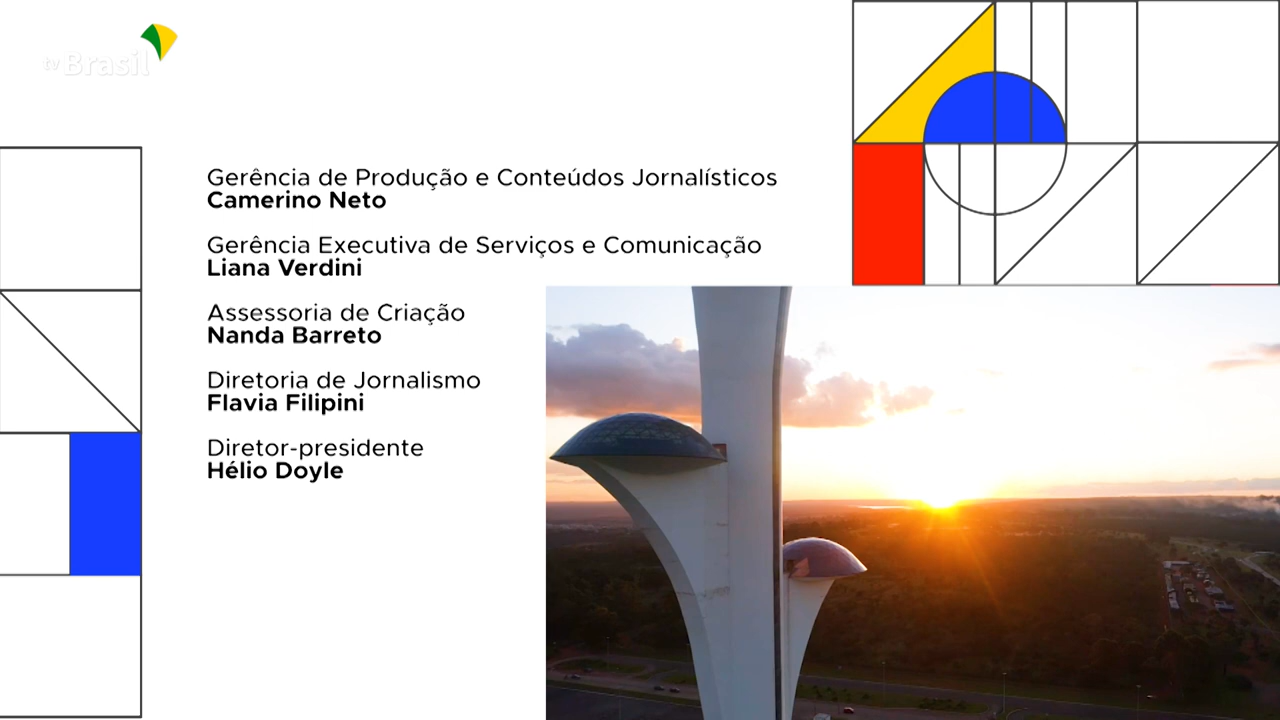 tv Brasil
Gerência de Produção e Conteúdos Jornalísticos
Camerino Neto
Gerência Executiva de Serviços e Comunicação
Liana Verdini
Assessoria de Criação
Nanda Barreto
Diretoria de Jornalismo
Flavia Filipini
Diretor-presidente
Hélio Doyle